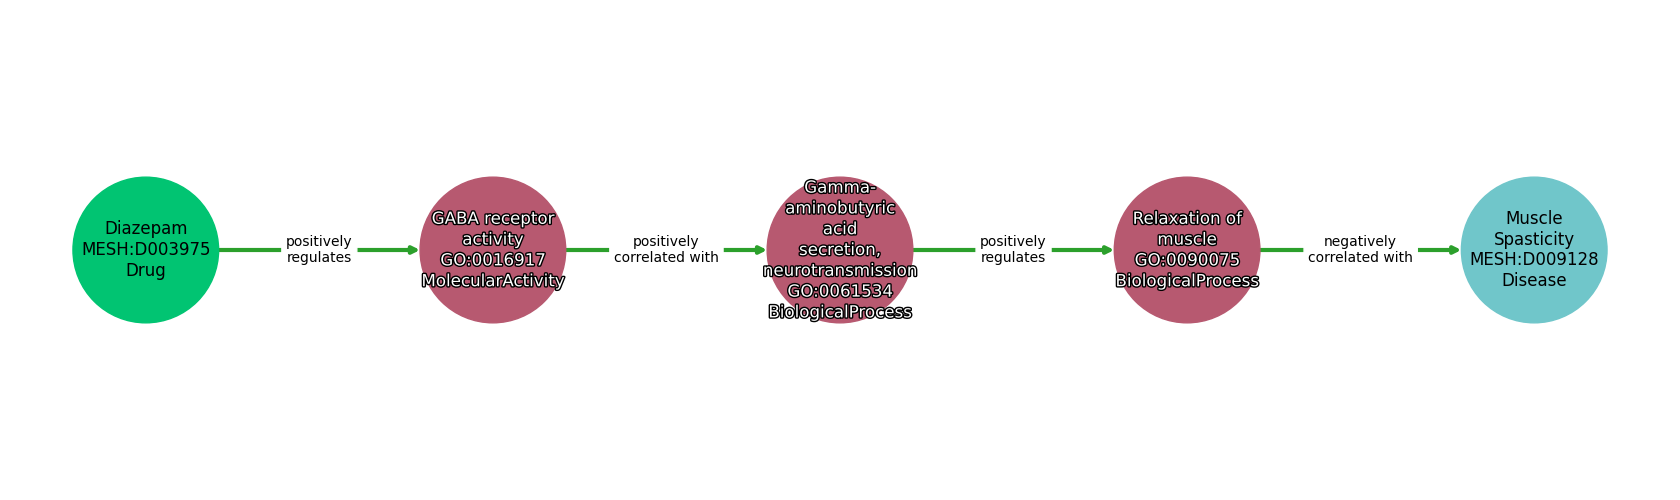 Diazepam
MESH:D003975
Drug
positively
regulates
GABA receptor
activity
GO:0016917
MolecularActivity
positively
correlated with
Gamma-
aminobutyric
acid
secretion,
neurotransmission
GO:0061534
BiologicalProcess
positively
regulates
Relaxation of
muscle
GO:0090075
BiologicalProcess
negatively
correlated with
Muscle
Spasticity
MESH:D009128
Disease